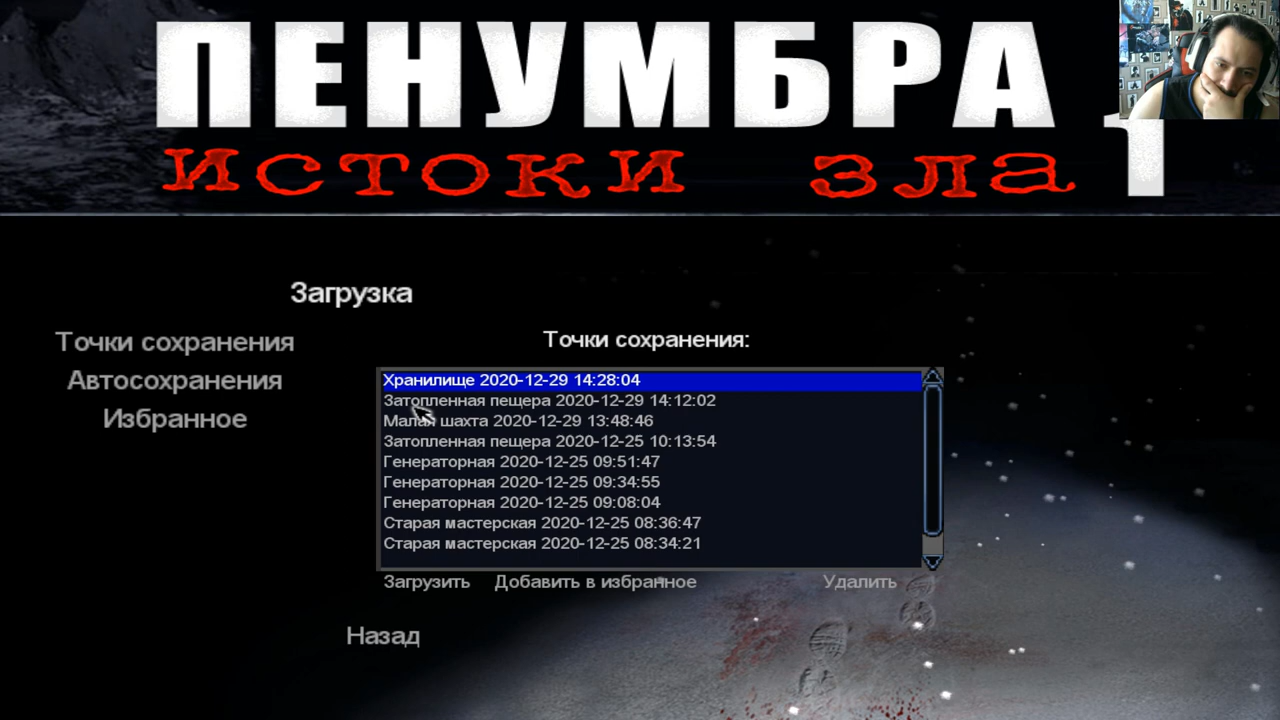 ПЕНУМБРА
истоки зла 1
Загрузка
Точки сохранения
Автосохранения
Избранное
Точки сохранения:
Хранилище 2020-12-29 14:28:04
Затопленная пещера 2020-12-29 14:12:02
Малая шахта 2020-12-29 13:48:46
Затопленная пещера 2020-12-25 10:13:54
Генераторная 2020-12-25 09:51:47
Генераторная 2020-12-25 09:34:55
Генераторная 2020-12-25 09:08:04
Старая мастерская 2020-12-25 08:36:47
Старая мастерская 2020-12-25 08:34:21
Загрузить Добавить в избранное Удалить
Назад